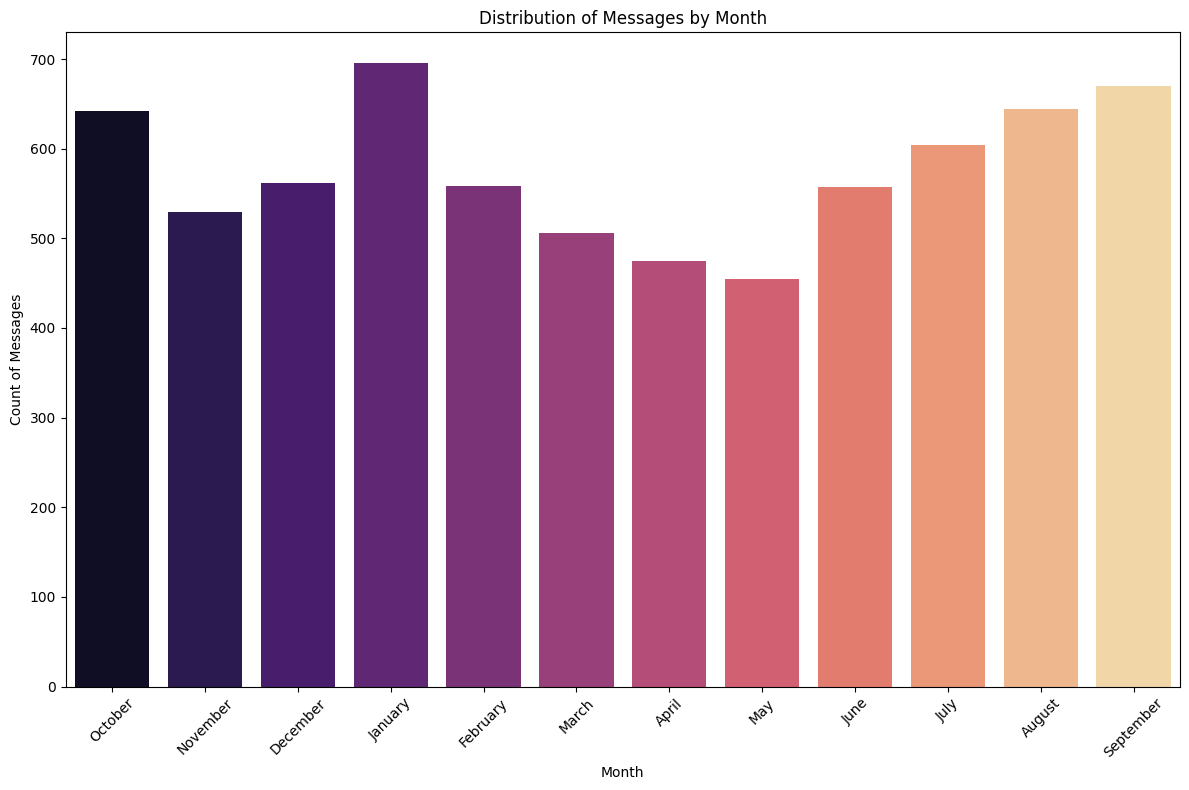 Distribution of Messages by Month
Count of Messages
700
600
500
400
300
200
100
0
October
November
December
January
February
March
April
May
June
July
August
September
Month